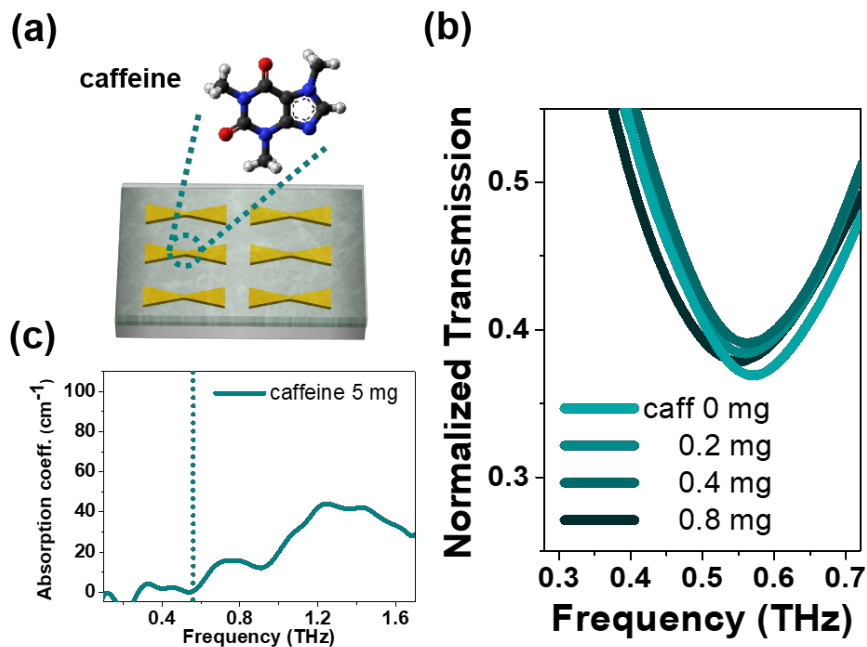 (a)
caffeine
(b)
Normalized Transmission
0.5
0.4
0.3
caff 0 mg
0.2 mg
0.4 mg
0.8 mg
0.3 0.4 0.5 0.6 0.7
Frequency (THz)
(c)
Absorption coeff. (cm-1)
100
80
60
40
20
0
caffeine 5 mg
0.4 0.8 1.2 1.6
Frequency (THz)